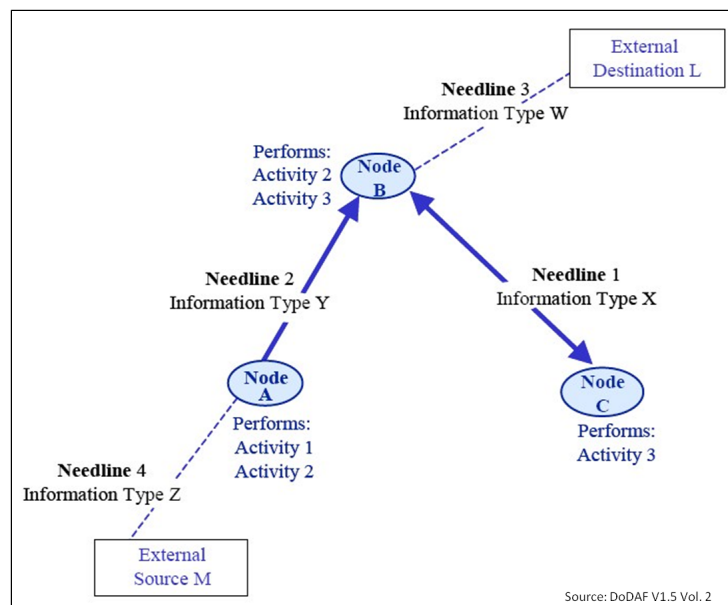 External
Destination L
Needline 3
Information Type W
Performs:
Activity 2
Activity 3
Node
B
Needline 2
Information Type Y
Needline 1
Information Type X
Node
A
Performs:
Activity 1
Activity 2
Node
C
Performs:
Activity 3
Needline 4
Information Type Z
External
Source M
Source: DoDAF V1.5 Vol. 2